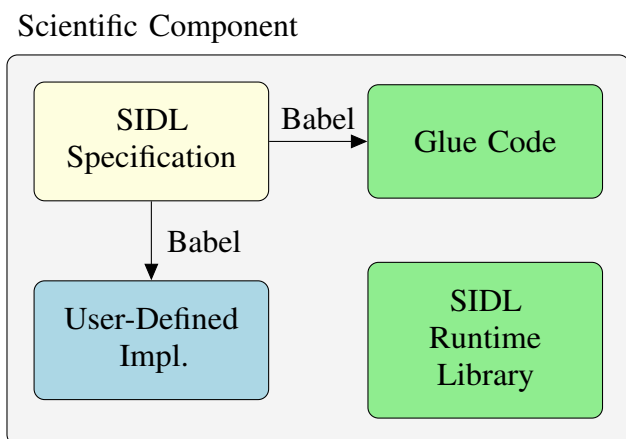 Scientific Component
SIDL
Specification
Babel
Glue Code
Babel
User-Defined
Impl.
SIDL
Runtime
Library